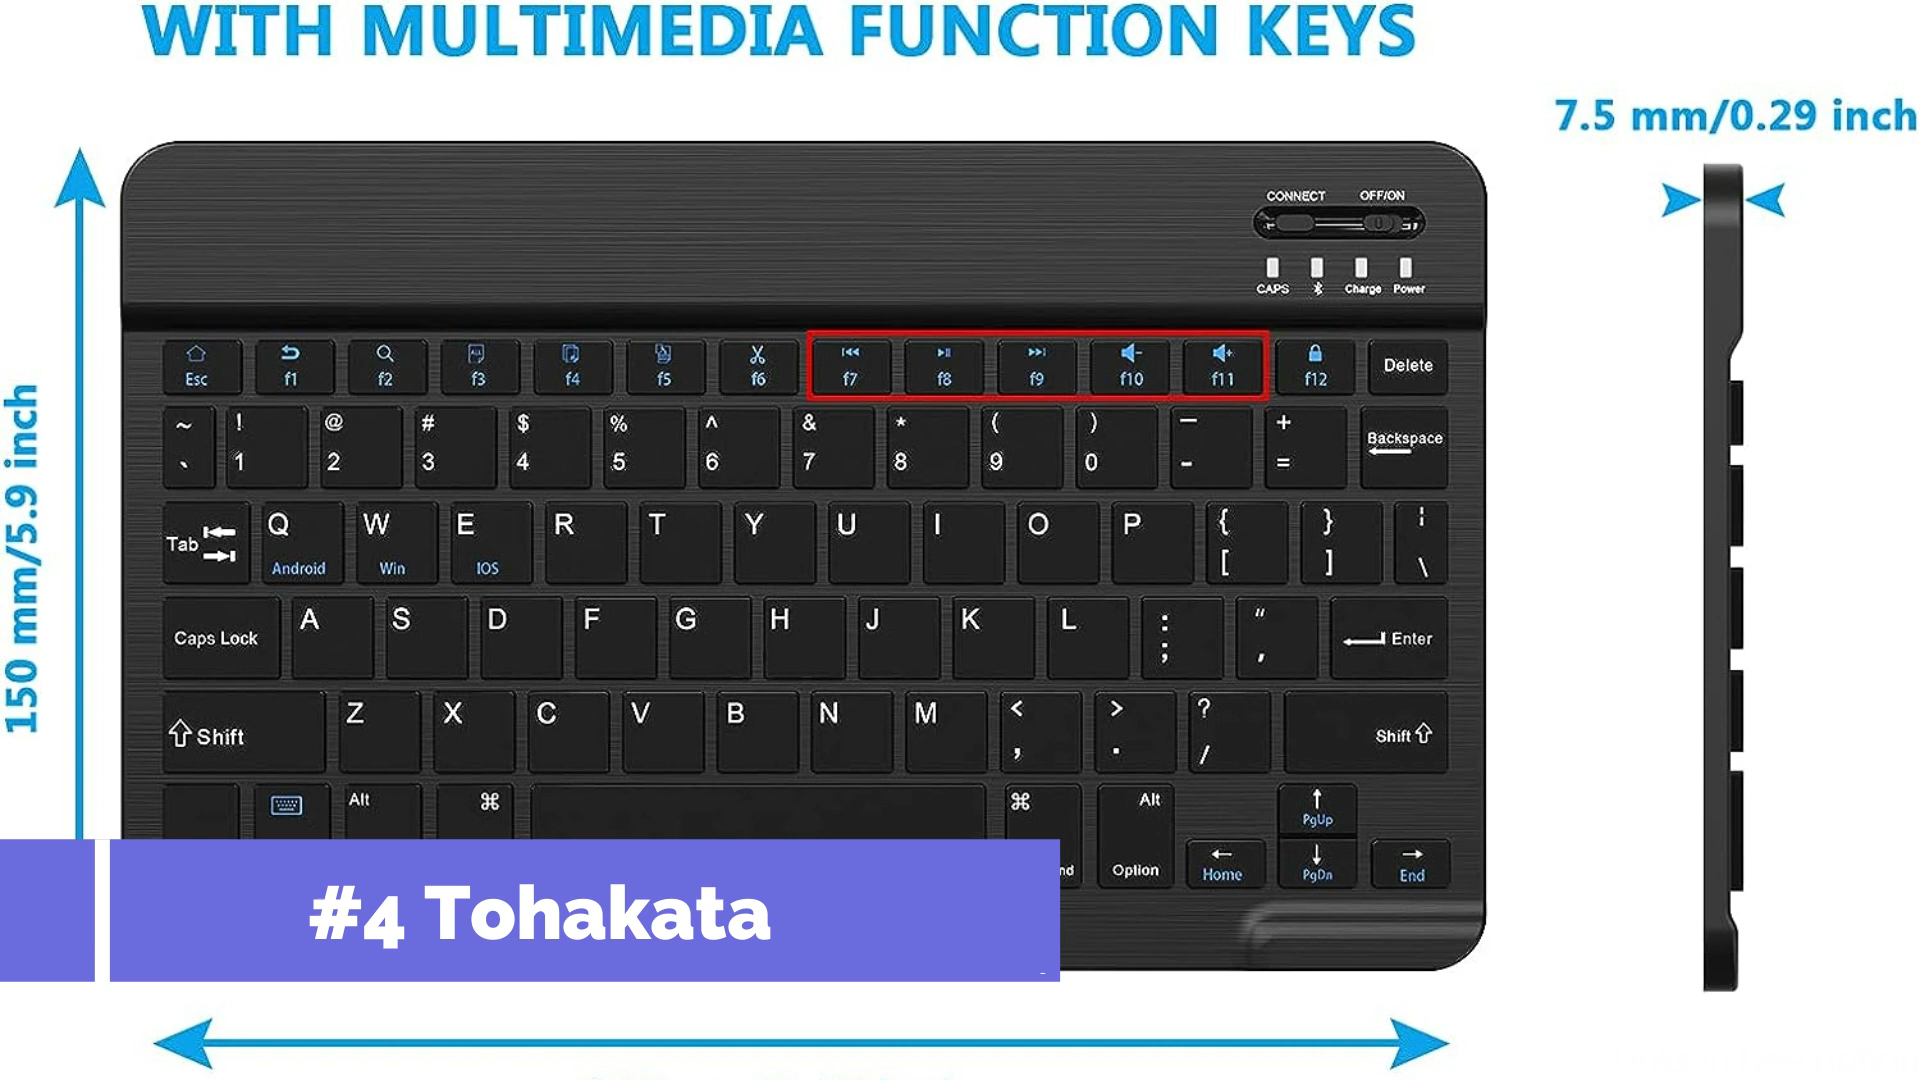 WITH MULTIMEDIA FUNCTION KEYS
7.5 mm/0.29 inch
150 mm/5.9 inch
CONNECT OFF/ON
CAPS Charge Power
Esc f1 f2 f3 f4 f5 f6 f7 f8 f9 f10 f11 f12 Delete
~ ! @ # $ % ^ & * ( ) — + Backspace
` 1 2 3 4 5 6 7 8 9 0 - =
Tab Q W E R T Y U I O P { } ¦
Android Win IOS [ ] \
Caps Lock A S D F G H J K L : " Enter
; ,
Shift Z X C V B N M < > ? Shift
, . /
Alt ⌘ ⌘ Alt ↑
PgUp
Option ← Home ↓ PgDn → End
#4 Tohakata